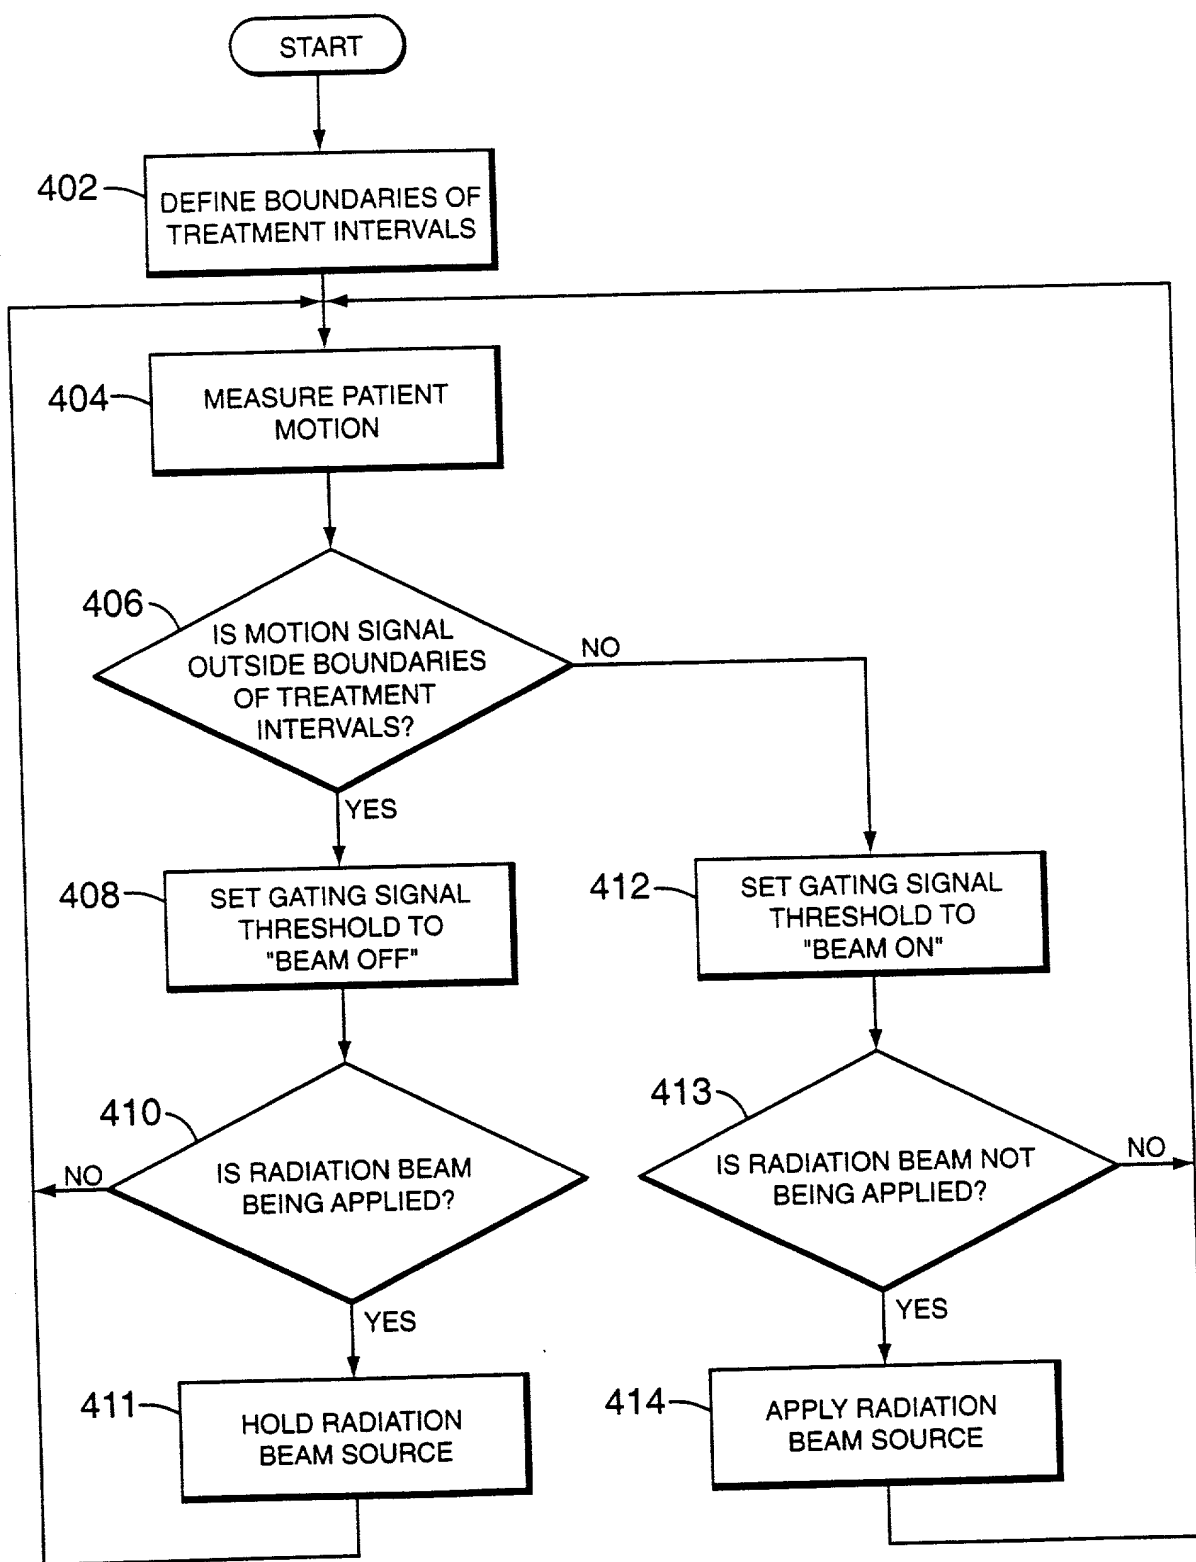 START
402
DEFINE BOUNDARIES OF
TREATMENT INTERVALS
404
MEASURE PATIENT
MOTION
406
IS MOTION SIGNAL
OUTSIDE BOUNDARIES
OF TREATMENT
INTERVALS?
NO
YES
408
SET GATING SIGNAL
THRESHOLD TO
"BEAM OFF"
412
SET GATING SIGNAL
THRESHOLD TO
"BEAM ON"
410
IS RADIATION BEAM
BEING APPLIED?
NO
YES
413
IS RADIATION BEAM NOT
BEING APPLIED?
NO
YES
411
HOLD RADIATION
BEAM SOURCE
414
APPLY RADIATION
BEAM SOURCE